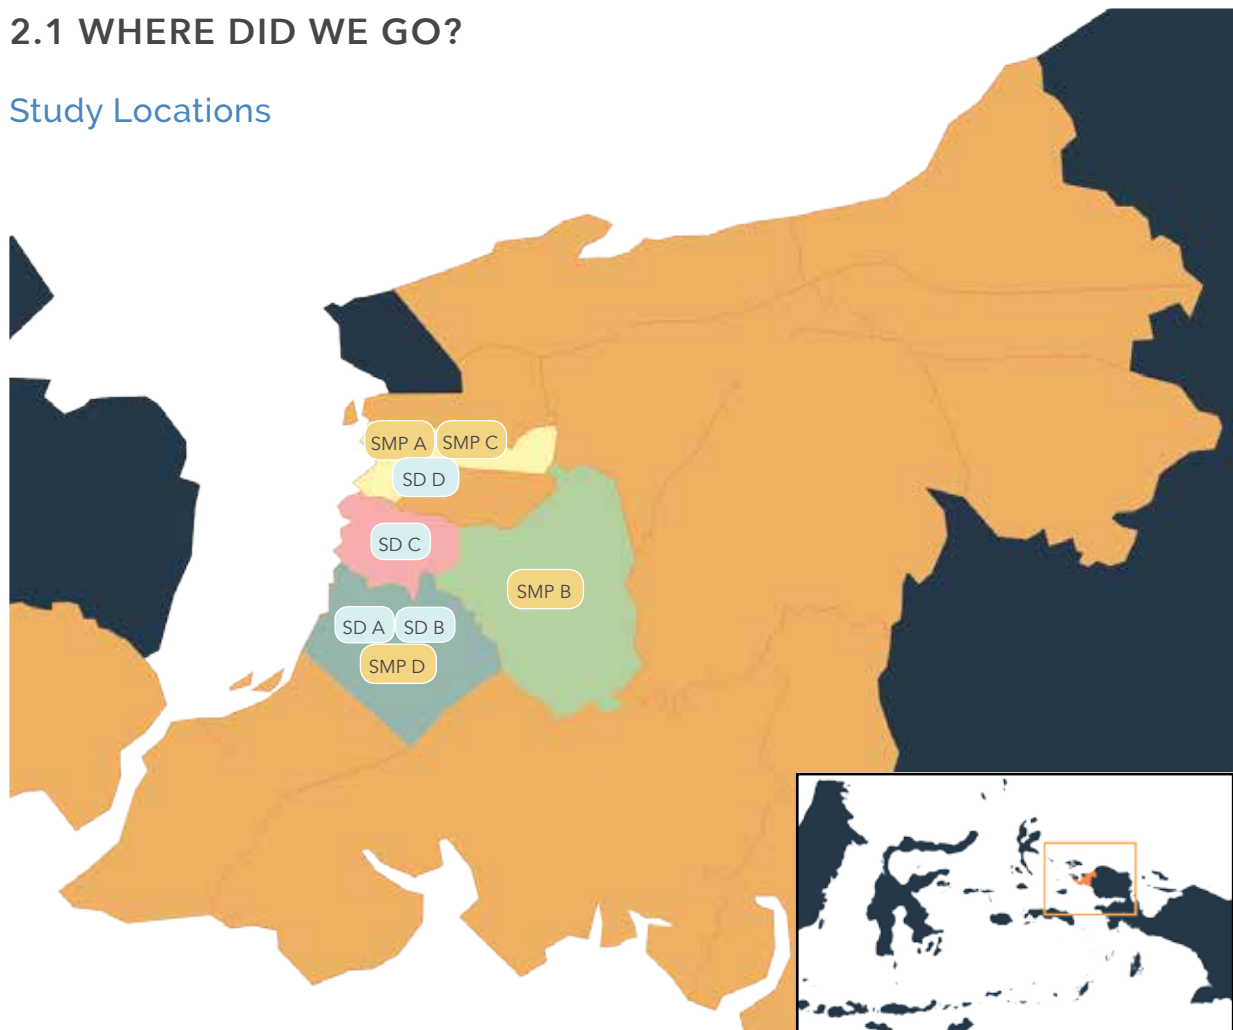 2.1 WHERE DID WE GO?
Study Locations
SMP A
SMP C
SD D
SD C
SMP B
SD A
SD B
SMP D